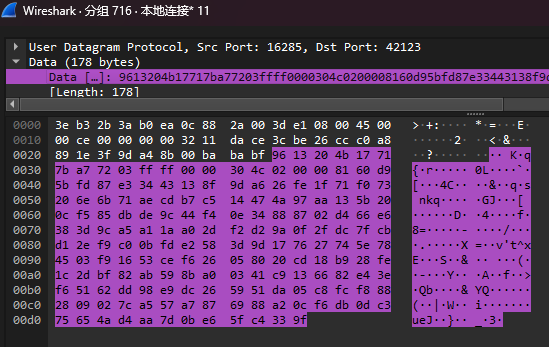 Wireshark · 分组 716 · 本地连接* 11
User Datagram Protocol, Src Port: 16285, Dst Port: 42123
Data (178 bytes)
Data […]: 9613204b17717ba77203ffff0000304c0200008160d95bfd87e33443138f9d
[Length: 178]
0000 3e b3 2b 3a b0 ea 0c 88 2a 00 3d e1 08 00 45 00 >·+:···· *·=···E·
0010 00 ce 00 00 00 00 32 11 da ce 3c be 26 cc c0 a8 ······2· ··<·&···
0020 89 1e 3f 9d a4 8b 00 ba ba bf 96 13 20 4b 17 71 ··?····· ···· K·q
0030 7b a7 72 03 ff ff 00 00 30 4c 02 00 00 81 60 d9 {·r····· 0L····`·
0040 5b fd 87 e3 34 43 13 8f 9d a6 26 fe 1f 71 f0 73 [···4C·· ··&··q·s
0050 20 6e 6b 71 ae cd b7 c5 14 47 4a 97 aa 13 5b 20  nkq···· ·GJ···[ 
0060 0c f5 85 db de 9c 44 f4 0e 34 88 87 02 d4 66 e6 ······D· ·4····f·
0070 38 3d 9c a5 a1 1a a0 2d f2 d2 9a 0f 2f dc 7f cb 8=·····- ····/···
0080 d1 2e f9 c0 0b fd e2 58 3d 9d 17 76 27 74 5e 78 ·.·····X =··v't^x
0090 45 03 f9 16 53 ce f6 26 05 80 20 cd 18 b9 28 fe E···S··& ·· ···(·
00a0 1c 2d bf 82 ab 59 8b a0 03 41 c9 13 66 82 e4 3e ·-···Y·· ·A··f··>
00b0 f6 51 62 dd 98 e9 dc 26 59 51 da 05 c8 fc f8 88 ·Qb····& YQ······
00c0 28 09 02 7c a5 57 a7 87 69 88 a2 0c f6 db 0d c3 (··|·W·· i·······
00d0 75 65 4a d4 aa 7d 0b e6 5f c4 33 9f ueJ··}·· _·3·